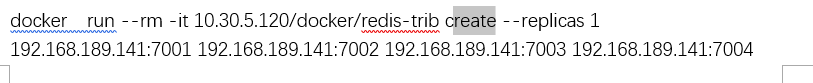 docker   run --rm -it 10.30.5.120/docker/redis-trib create --replicas 1
192.168.189.141:7001 192.168.189.141:7002 192.168.189.141:7003 192.168.189.141:7004